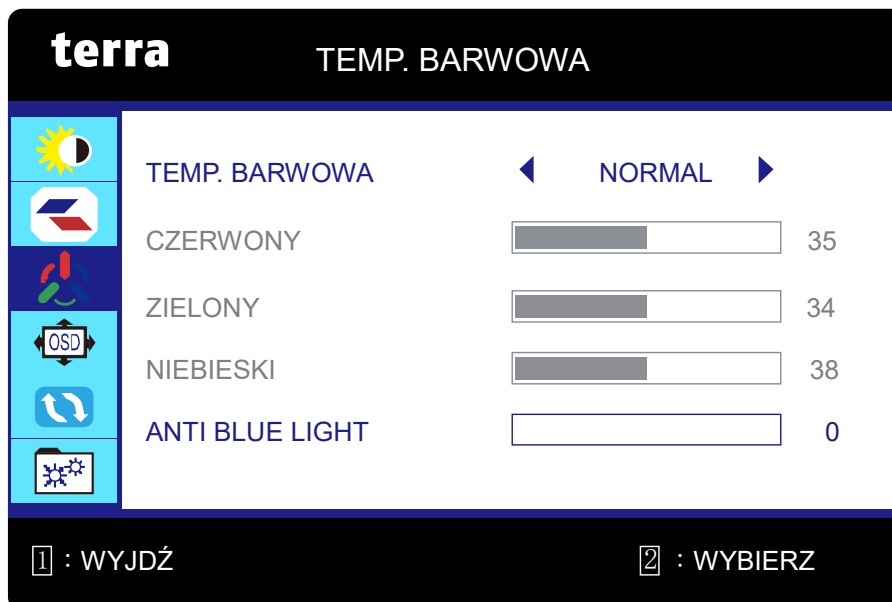 terra TEMP. BARWOWA
TEMP. BARWOWA NORMAL
CZERWONY 35
ZIELONY 34
OSD
NIEBIESKI 38
ANTI BLUE LIGHT 0
1 : WYJDŹ 2 : WYBIERZ